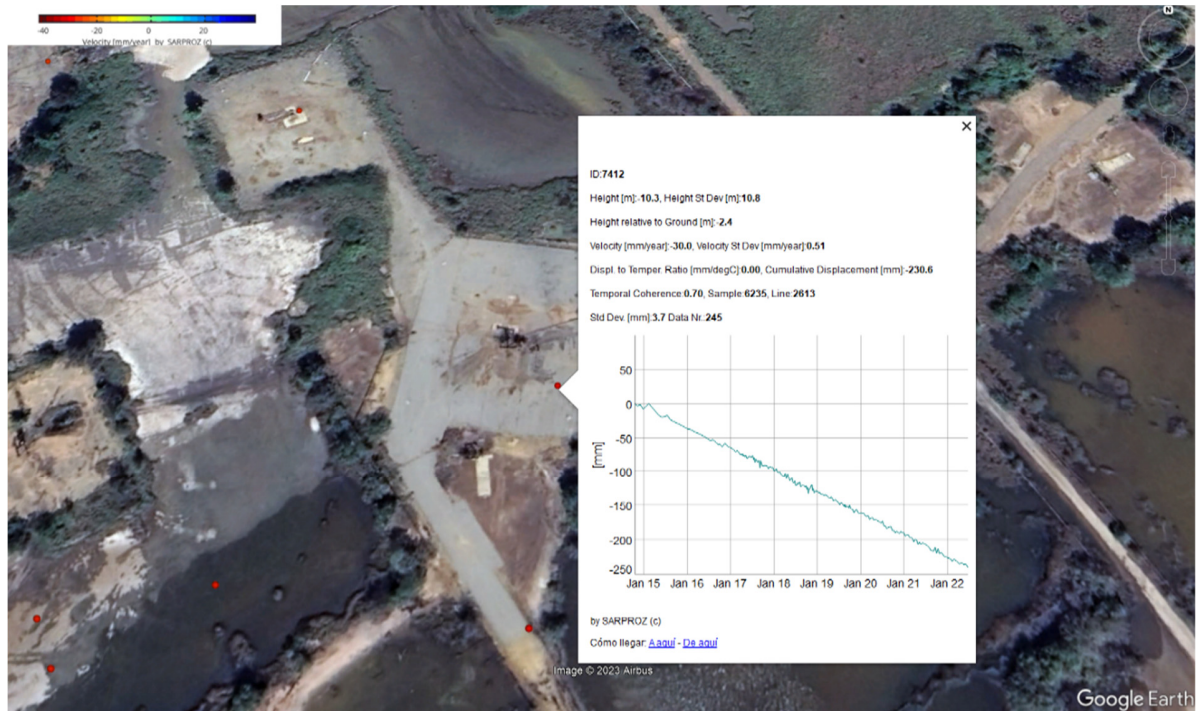 -40 -20 0 20
Velocity [mm/year] by SARPROZ (c)
N
×
ID:7412
Height [m]:-10.3, Height St Dev [m]:10.8
Height relative to Ground [m]:-2.4
Velocity [mm/year]:-30.0, Velocity St Dev [mm/year]:0.51
Displ. to Temper. Ratio [mm/degC]:0.00, Cumulative Displacement [mm]:-230.6
Temporal Coherence:0.70, Sample:6235, Line:2613
Std Dev. [mm]:3.7 Data Nr.:245
50
0
-50
-100
-150
-200
-250
[mm]
Jan 15 Jan 16 Jan 17 Jan 18 Jan 19 Jan 20 Jan 21 Jan 22
by SARPROZ (c)
Cómo llegar: A aquí - De aquí
Image © 2023 Airbus
Google Earth